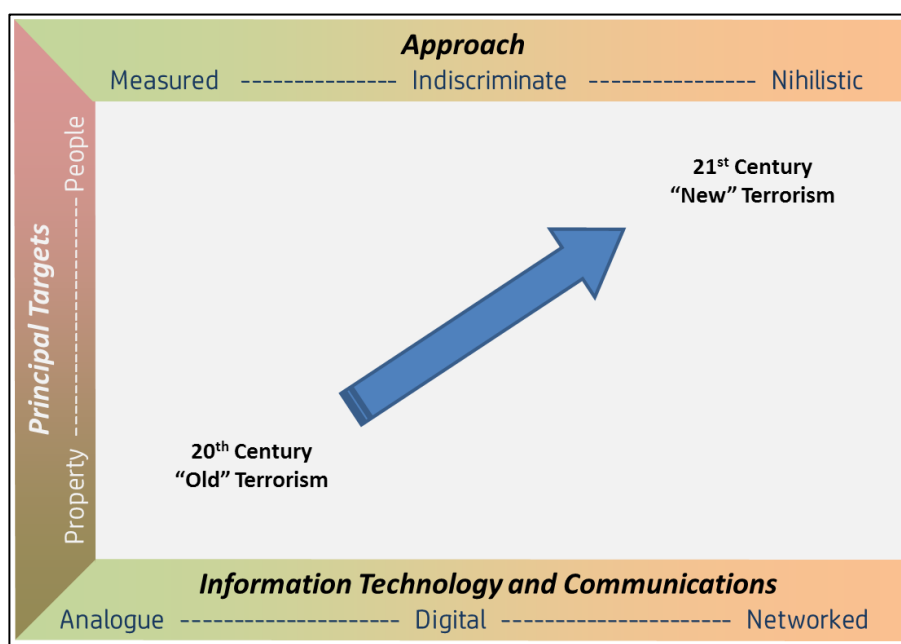 Approach
Measured ---------------- Indiscriminate ---------------- Nihilistic
Principal Targets
Property ---------------- People
21st Century
“New” Terrorism
20th Century
“Old” Terrorism
Information Technology and Communications
Analogue ---------------- Digital ---------------- Networked